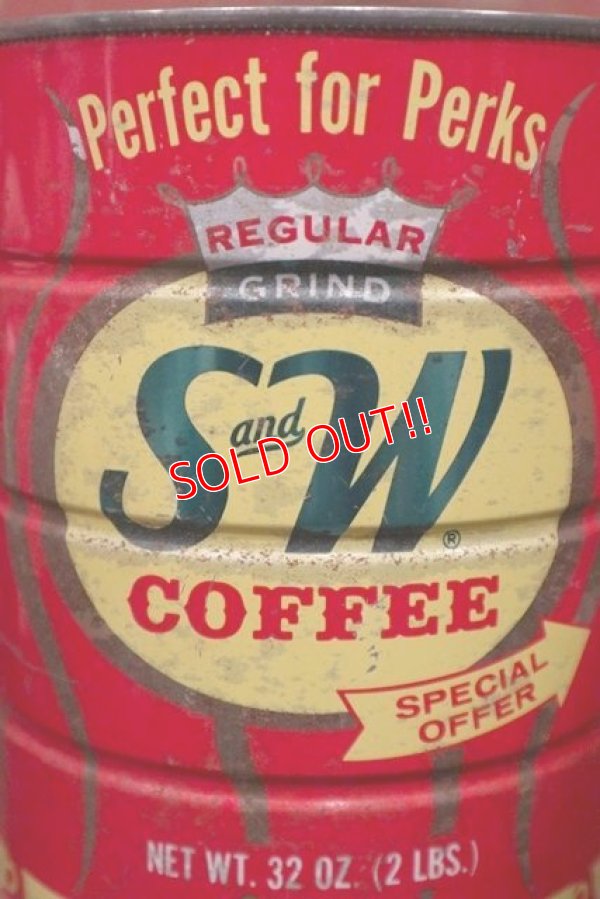 Perfect for Perks
REGULAR
GRIND
S and W
SOLD OUT!!
®
COFFEE
SPECIAL
OFFER
NET WT. 32 OZ. (2 LBS.)